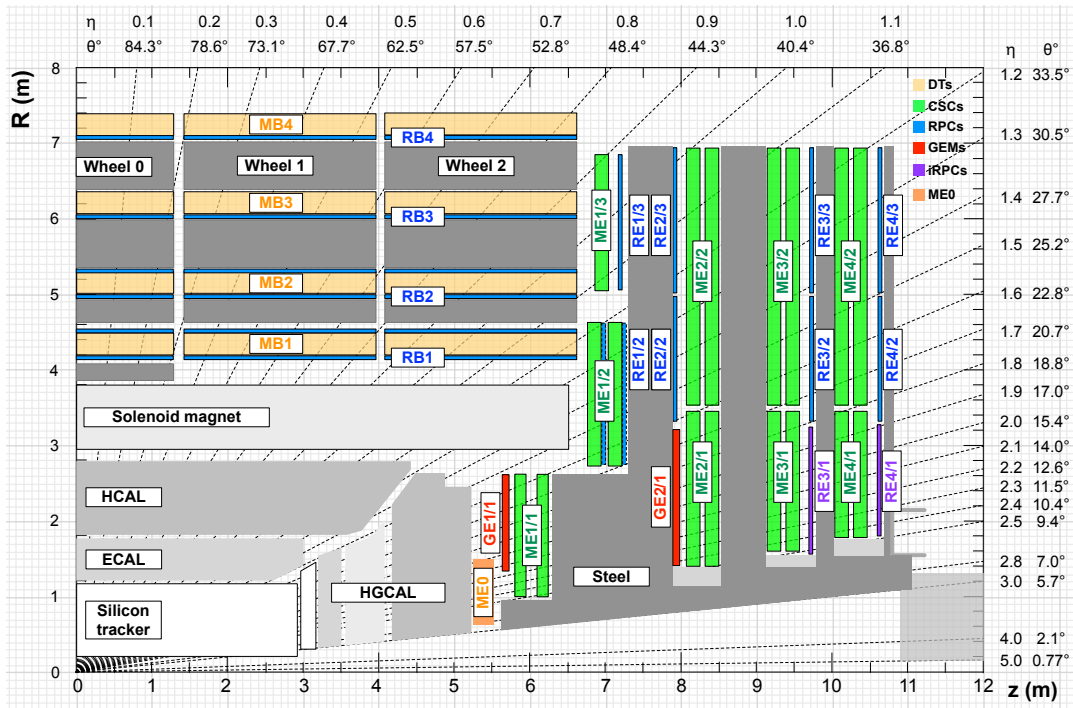 η 0.1 0.2 0.3 0.4 0.5 0.6 0.7 0.8 0.9 1.0 1.1
θ° 84.3° 78.6° 73.1° 67.7° 62.5° 57.5° 52.8° 48.4° 44.3° 40.4° 36.8° η θ°
R (m)
8
7
6
5
4
3
2
1
0
1.2 33.5°
1.3 30.5°
1.4 27.7°
1.5 25.2°
1.6 22.8°
1.7 20.7°
1.8 18.8°
1.9 17.0°
2.0 15.4°
2.1 14.0°
2.2 12.6°
2.3 11.5°
2.4 10.4°
2.5 9.4°
2.8 7.0°
3.0 5.7°
4.0 2.1°
5.0 0.77°
DTs
CSCs
RPCs
GEMs
iRPCs
ME0
MB4
RB4
Wheel 0 Wheel 1 Wheel 2
MB3
RB3
MB2
RB2
MB1
RB1
ME1/3
RE1/3
RE2/3
ME2/2
ME3/2
RE3/3
ME4/2
RE4/3
ME1/2
RE1/2
RE2/2
RE3/2
RE4/2
Solenoid magnet
HCAL
ECAL
Silicon
tracker
HGCAL
GE1/1
ME0
ME1/1
GE2/1
ME2/1
ME3/1
RE3/1
ME4/1
RE4/1
Steel
0 1 2 3 4 5 6 7 8 9 10 11 12
z (m)